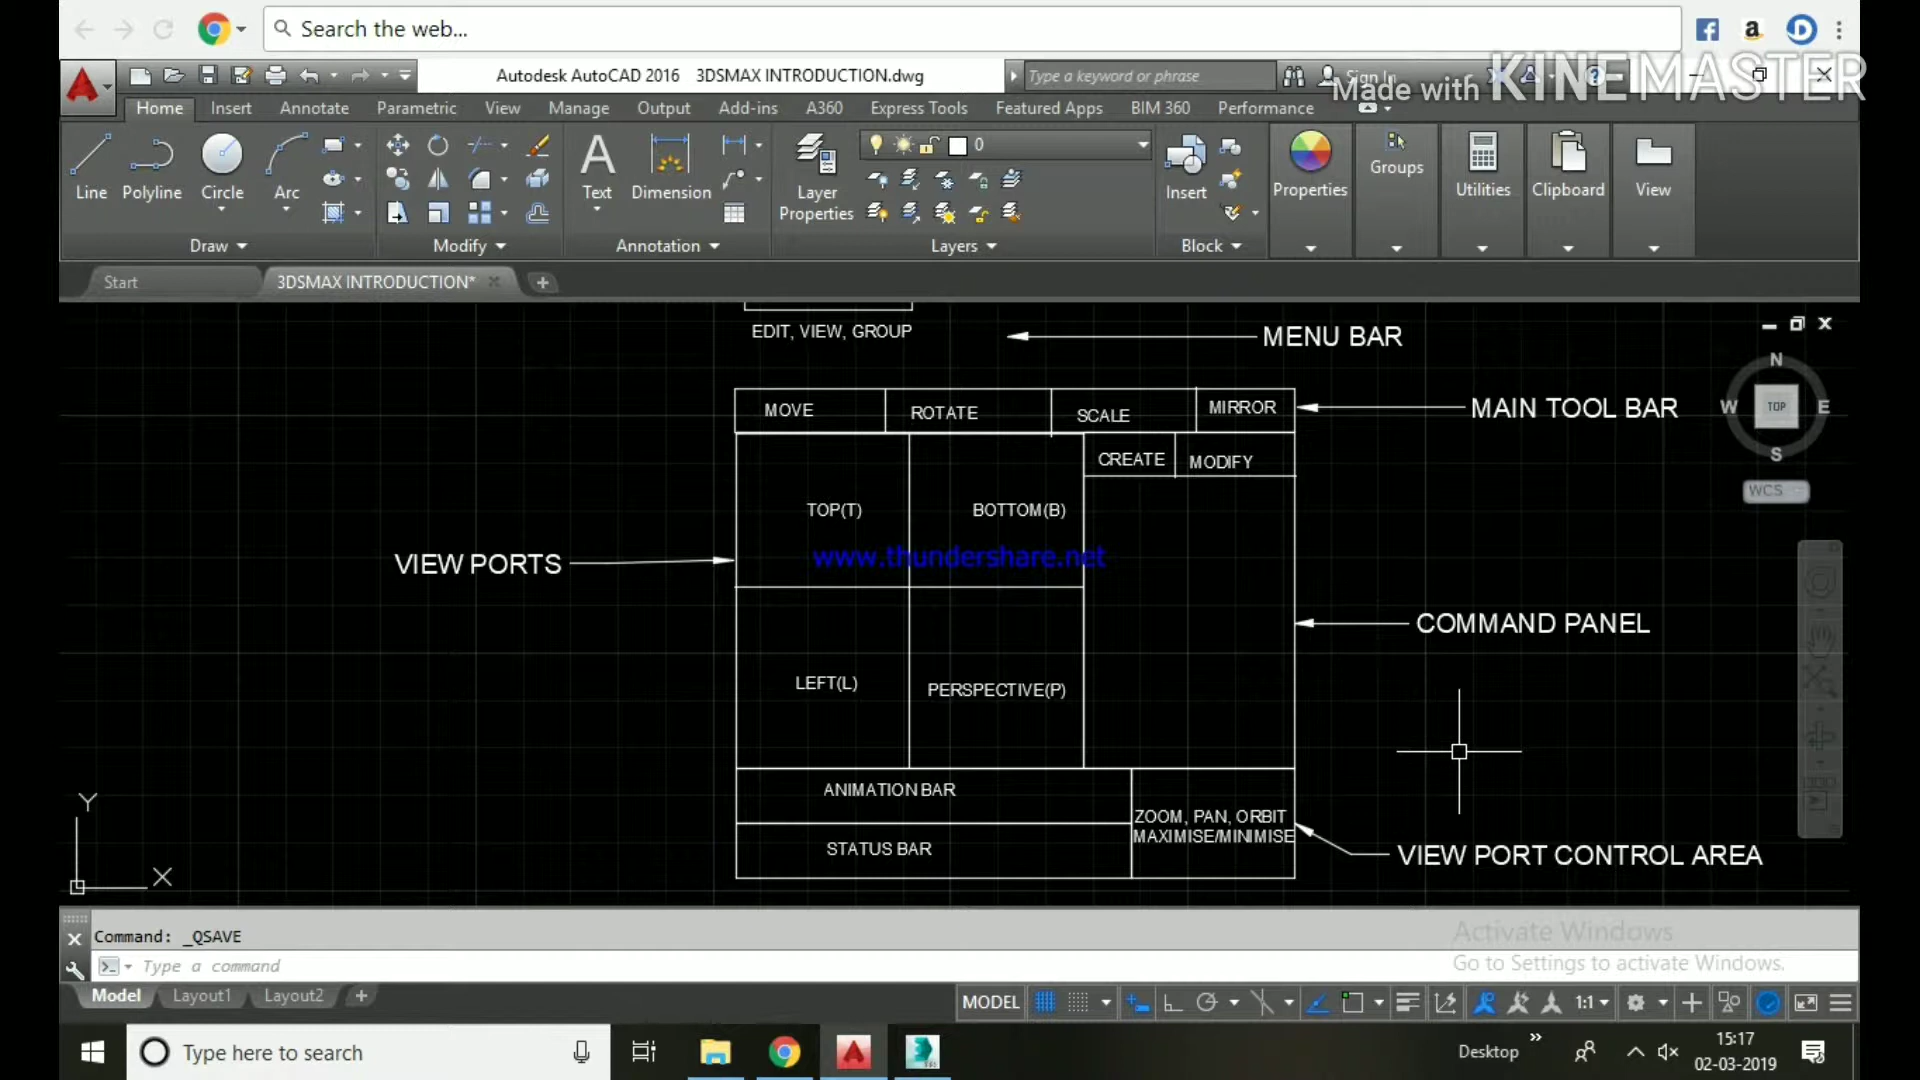 Search the web...
Autodesk AutoCAD 2016 3DSMAX INTRODUCTION.dwg
Type a keyword or phrase
Sign In
Made with KINEMASTER
Home Insert Annotate Parametric View Manage Output Add-ins A360 Express Tools Featured Apps BIM 360 Performance
0
Line Polyline Circle Arc
Text Dimension
Layer Properties
Insert
Properties Groups Utilities Clipboard View
Draw Modify Annotation Layers Block
Start 3DSMAX INTRODUCTION*
EDIT, VIEW, GROUP MENU BAR
MOVE ROTATE SCALE MIRROR MAIN TOOL BAR
CREATE MODIFY
TOP(T) BOTTOM(B)
www.thundershare.net
VIEW PORTS
COMMAND PANEL
LEFT(L) PERSPECTIVE(P)
ANIMATION BAR
ZOOM, PAN, ORBIT
MAXIMISE/MINIMISE
STATUS BAR
VIEW PORT CONTROL AREA
N
W TOP E
S
WCS
Y
X
Command: _QSAVE
Type a command
Activate Windows
Go to Settings to activate Windows.
Model Layout1 Layout2
MODEL 1:1
Type here to search
Desktop
15:17
02-03-2019